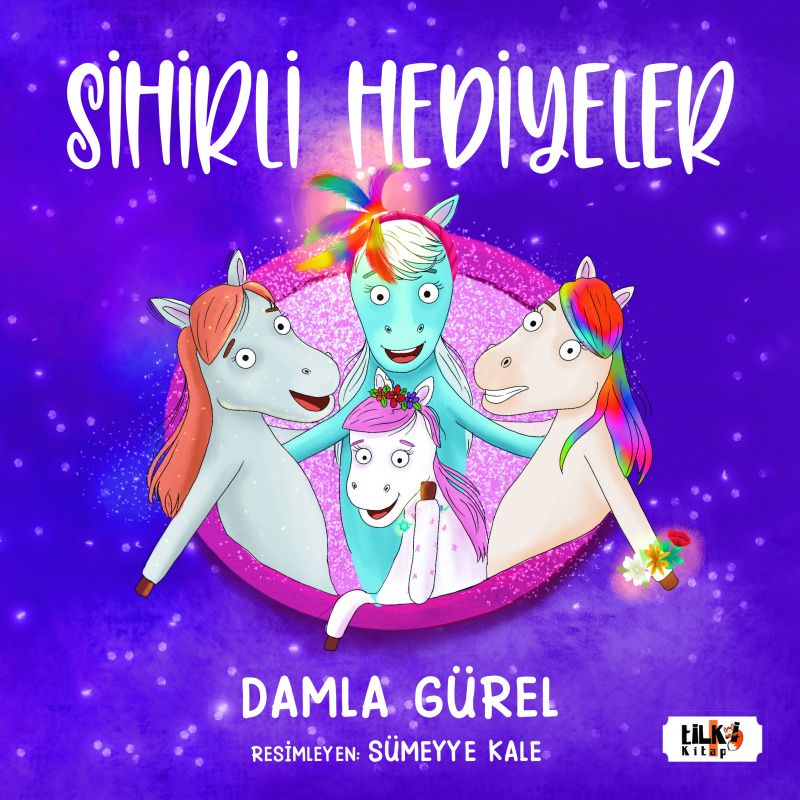 SİHİRLİ HEDİYELER
DAMLA GÜREL
RESİMLEYEN: SÜMEYYE KALE
tiLKi
Kitap